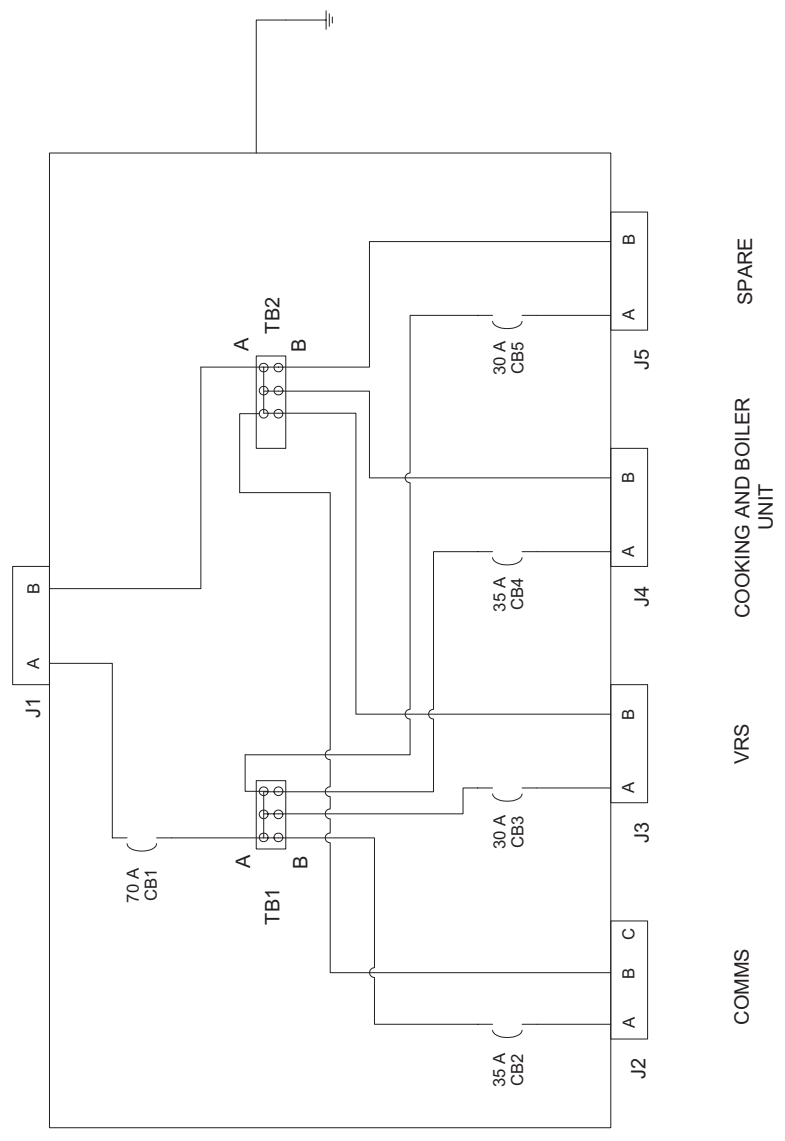 J1
A
B
70 A
CB1
A
TB1
B
A
TB2
B
35 A
CB2
30 A
CB3
35 A
CB4
30 A
CB5
A
B
C
J2
A
B
J3
A
B
J4
A
B
J5
COMMS
VRS
COOKING AND BOILER
UNIT
SPARE